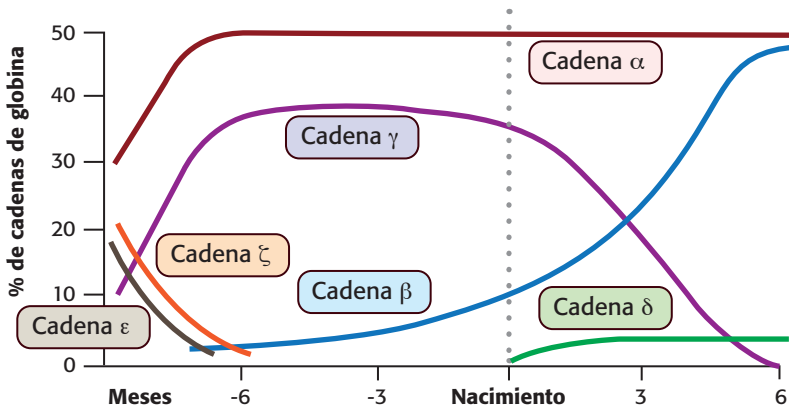 % de cadenas de globina
50
40
30
20
10
0
Cadena α
Cadena γ
Cadena ζ
Cadena β
Cadena ε
Cadena δ
Meses -6 -3 Nacimiento 3 6